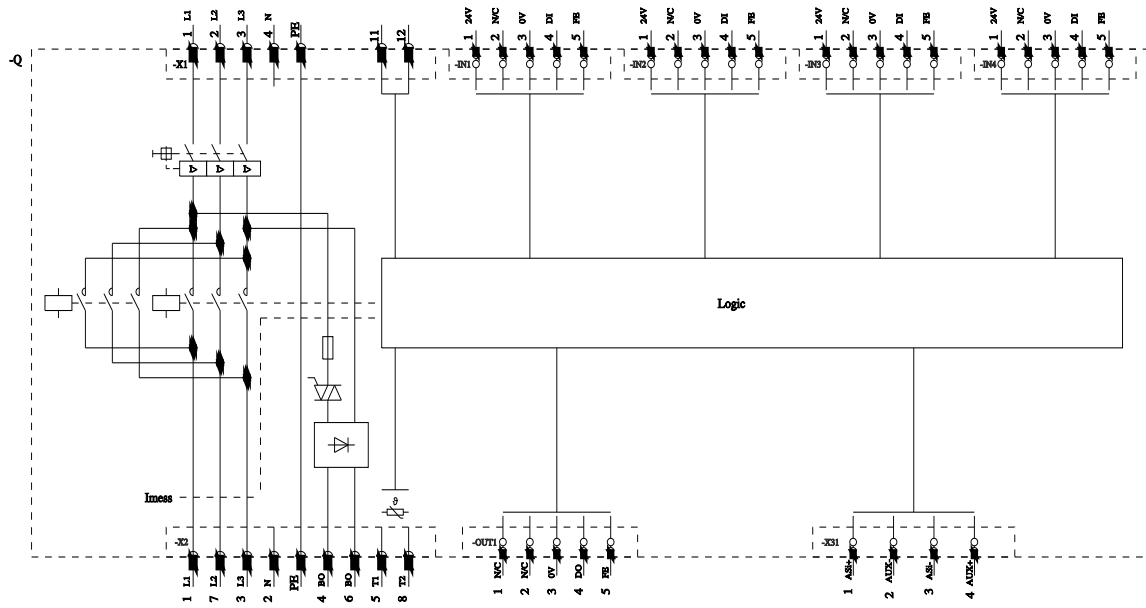 -Q
L1 L2 L3 N PE
1 2 3 4 11 12
-X1
24V N/C 0V DI FE
1 2 3 4 5
-IN1
24V N/C 0V DI FE
1 2 3 4 5
-IN2
24V N/C 0V DI FE
1 2 3 4 5
-IN3
24V N/C 0V DI FE
1 2 3 4 5
-IN4
Logic
Imess
ϑ
-X2
L1 L2 L3 N PE BO BO T1 T2
1 7 3 2 4 6 5 8
-OUT1
N/C N/C 0V DO FE
1 2 3 4 5
-X31
ASi+ AUX- ASi- AUX+
1 2 3 4